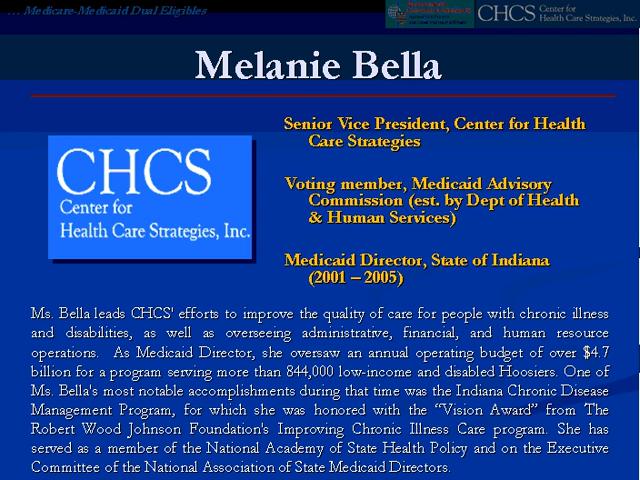 … Medicare-Medicaid Dual Eligibles
CHCS Center for
Health Care Strategies, Inc.
Melanie Bella
Senior Vice President, Center for Health
Care Strategies
Voting member, Medicaid Advisory
Commission (est. by Dept of Health
& Human Services)
Medicaid Director, State of Indiana
(2001 – 2005)
CHCS
Center for
Health Care Strategies, Inc.
Ms. Bella leads CHCS' efforts to improve the quality of care for people with chronic illness
and disabilities, as well as overseeing administrative, financial, and human resource
operations. As Medicaid Director, she oversaw an annual operating budget of over $4.7
billion for a program serving more than 844,000 low-income and disabled Hoosiers. One of
Ms. Bella's most notable accomplishments during that time was the Indiana Chronic Disease
Management Program, for which she was honored with the “Vision Award” from The
Robert Wood Johnson Foundation's Improving Chronic Illness Care program. She has
served as a member of the National Academy of State Health Policy and on the Executive
Committee of the National Association of State Medicaid Directors.